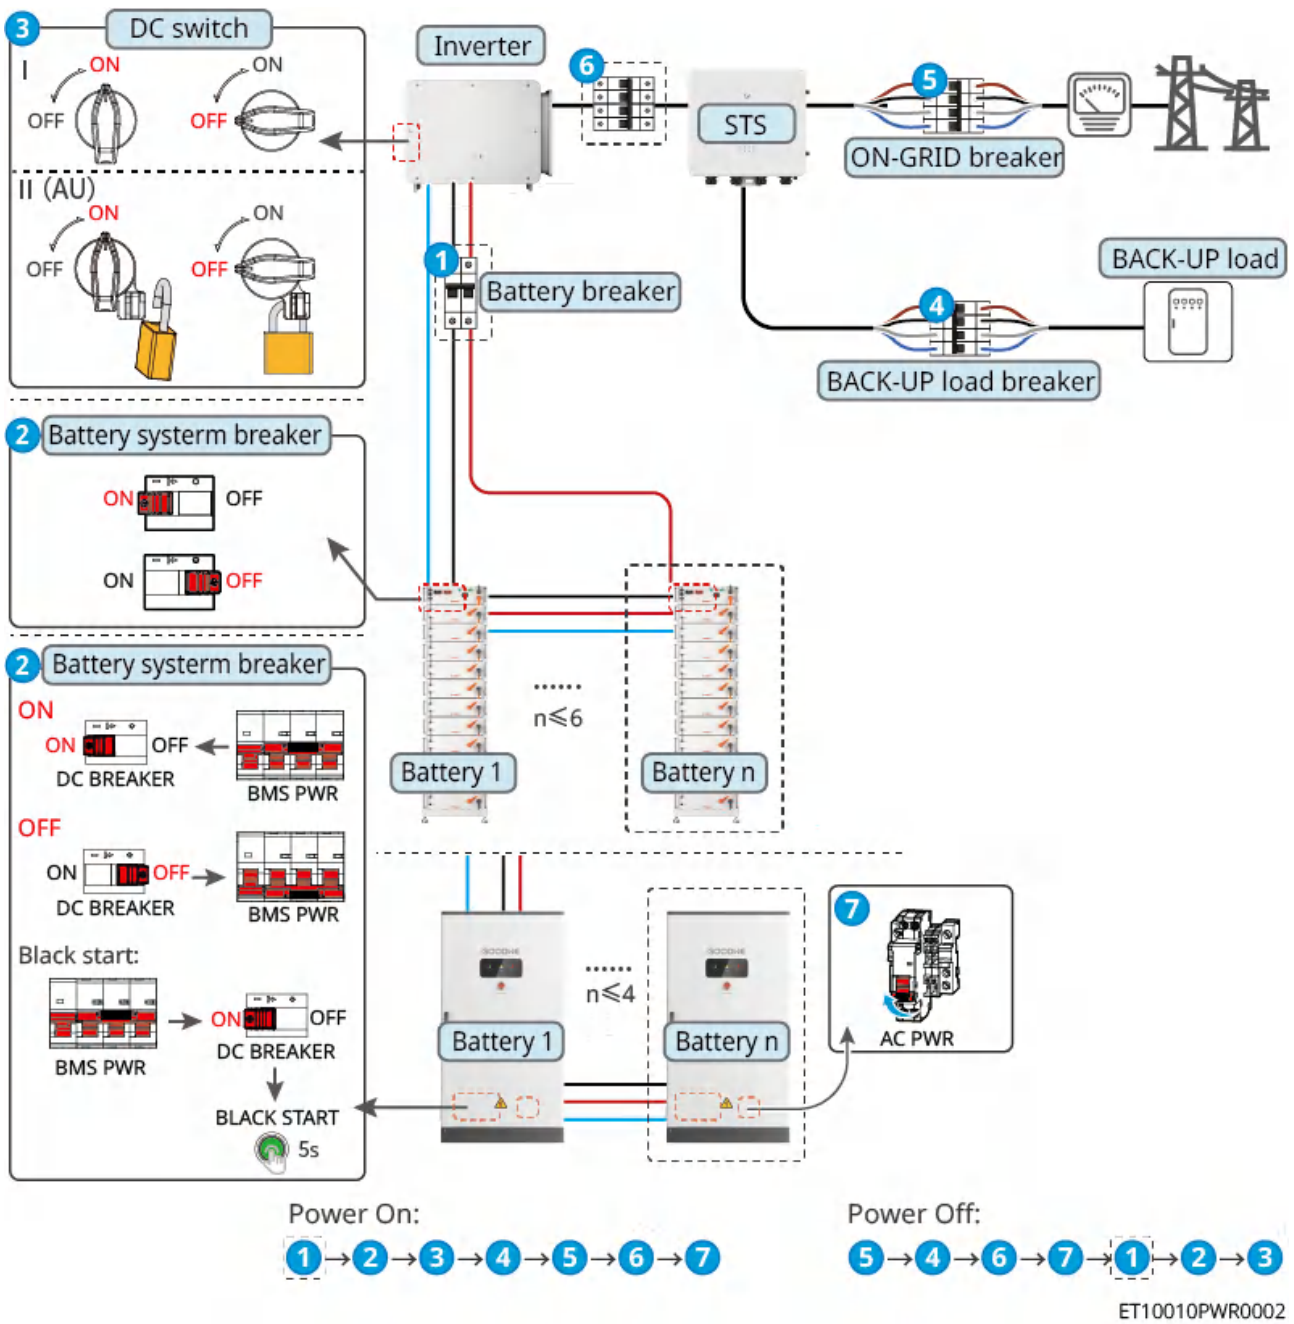 3 DC switch
I
ON
OFF
ON
OFF
II (AU)
ON
OFF
ON
OFF
Inverter
6
STS
5
ON-GRID breaker
1
Battery breaker
BACK-UP load
4
BACK-UP load breaker
2 Battery systerm breaker
ON OFF
ON OFF
2 Battery systerm breaker
ON
ON OFF
DC BREAKER
BMS PWR
OFF
ON OFF
DC BREAKER
BMS PWR
Black start:
BMS PWR
ON OFF
DC BREAKER
BLACK START
5s
......
n≤6
Battery 1
Battery n
......
n≤4
Battery 1
Battery n
7
AC PWR
Power On:
1→2→3→4→5→6→7
Power Off:
5→4→6→7→1→2→3
ET10010PWR0002